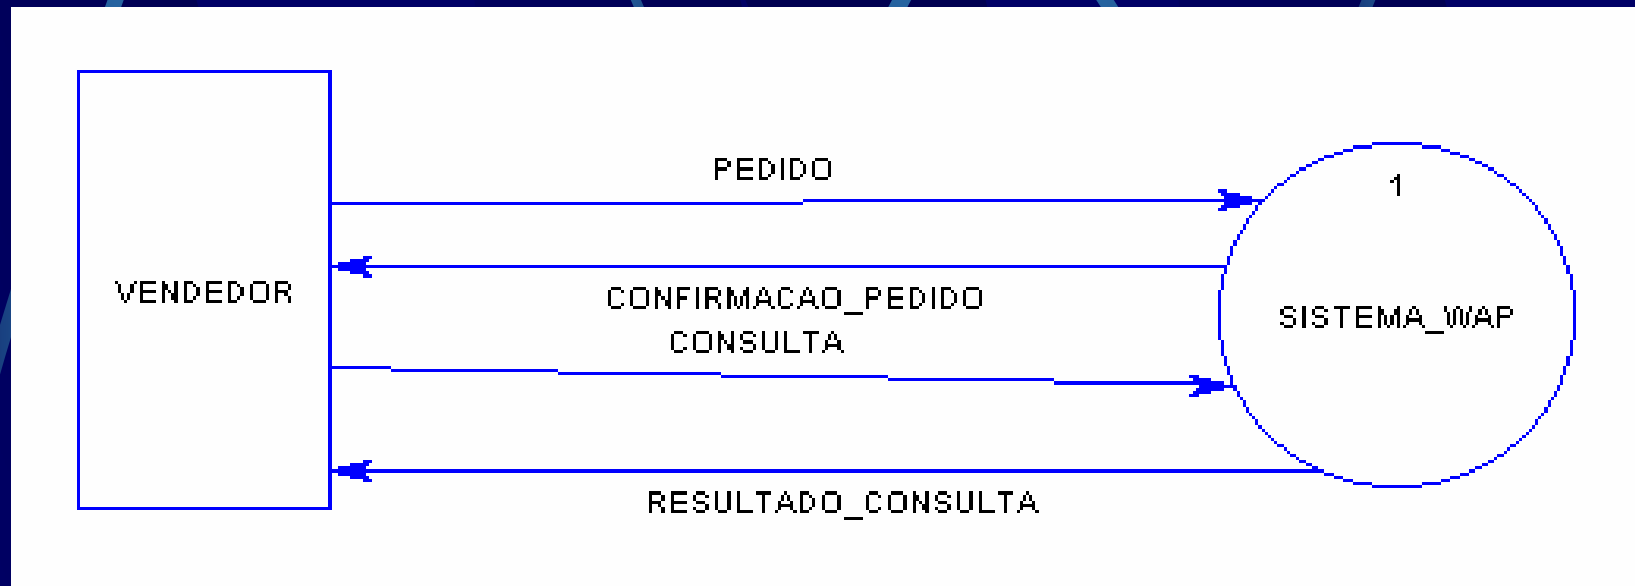 PEDIDO
1
VENDEDOR
CONFIRMACAO_PEDIDO
SISTEMA_WAP
CONSULTA
RESULTADO_CONSULTA